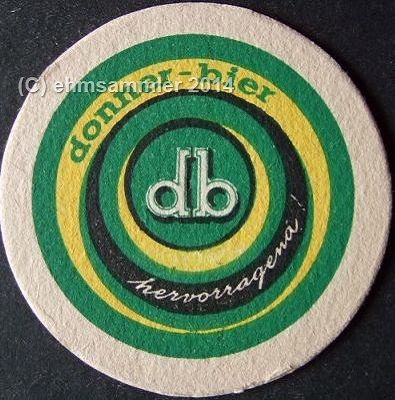 (C) ehmsammler 2014
donner-bier
db
hervorragend!